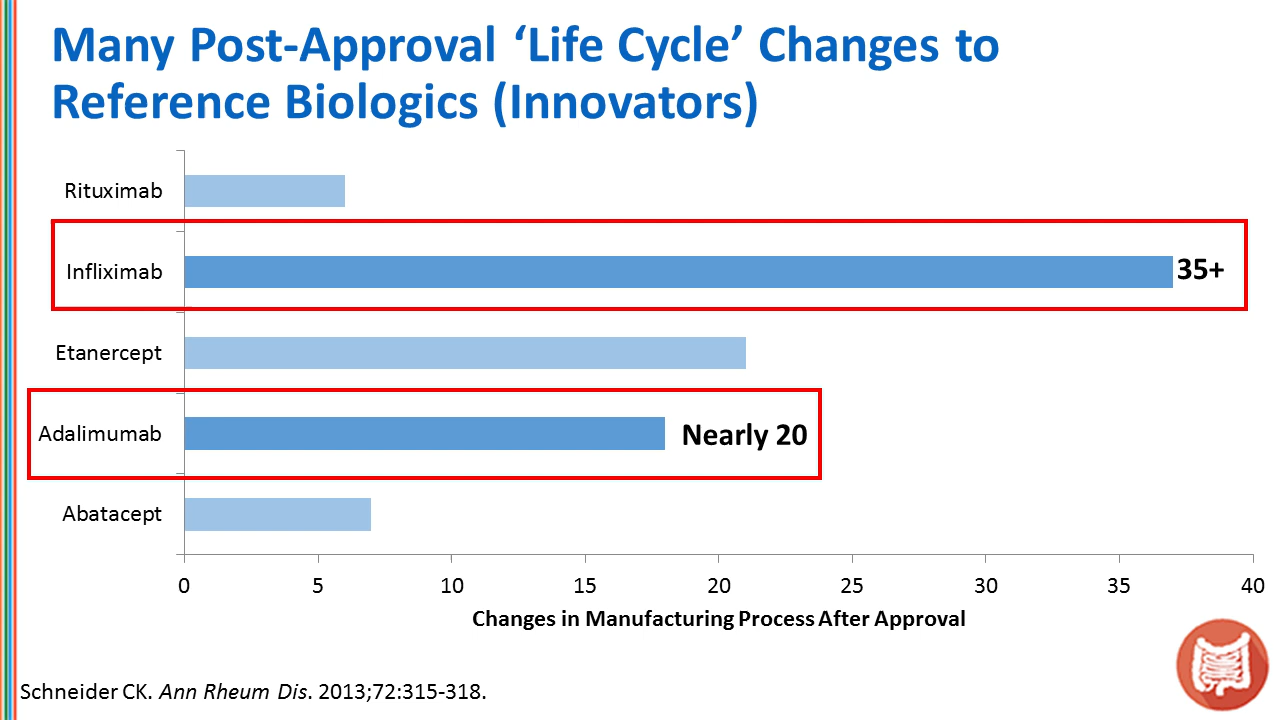 Many Post-Approval ‘Life Cycle’ Changes to
Reference Biologics (Innovators)
Rituximab
Infliximab
35+
Etanercept
Adalimumab
Nearly 20
Abatacept
0 5 10 15 20 25 30 35 40
Changes in Manufacturing Process After Approval
Schneider CK. Ann Rheum Dis. 2013;72:315-318.